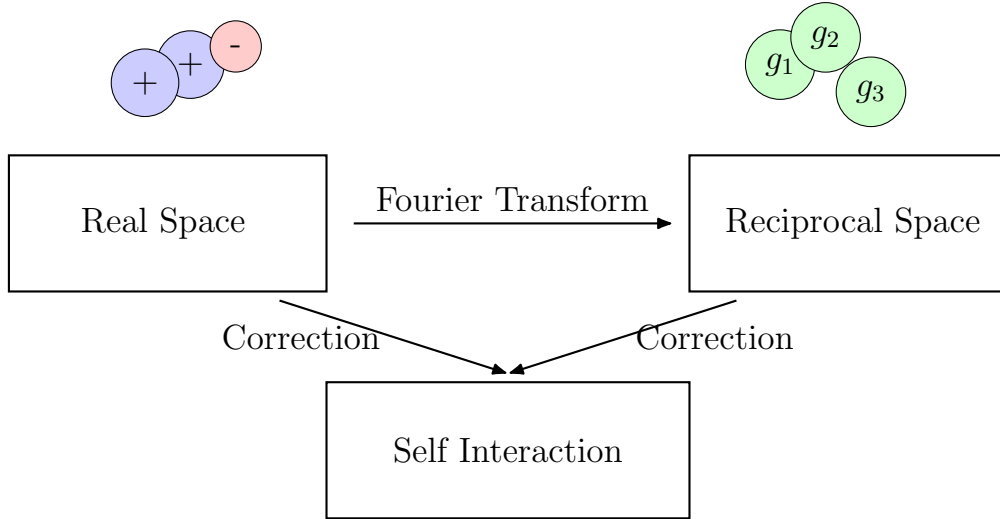 + + -
g₁ g₂ g₃
Real Space
Fourier Transform
Reciprocal Space
Correction
Correction
Self Interaction